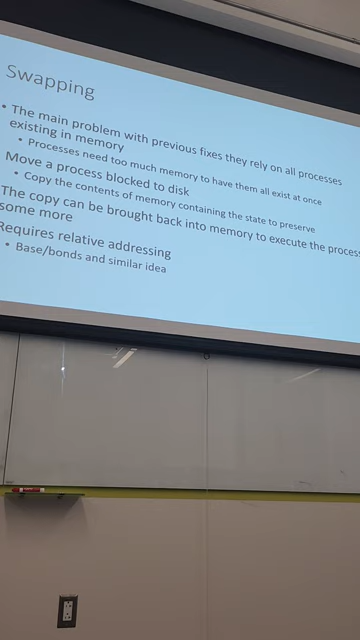 Swapping
• The main problem with previous fixes they rely on all processes
existing in memory
• Processes need too much memory to have them all exist at once
Move a process blocked to disk
• Copy the contents of memory containing the state to preserve
The copy can be brought back into memory to execute the process
some more
Requires relative addressing
• Base/bonds and similar idea